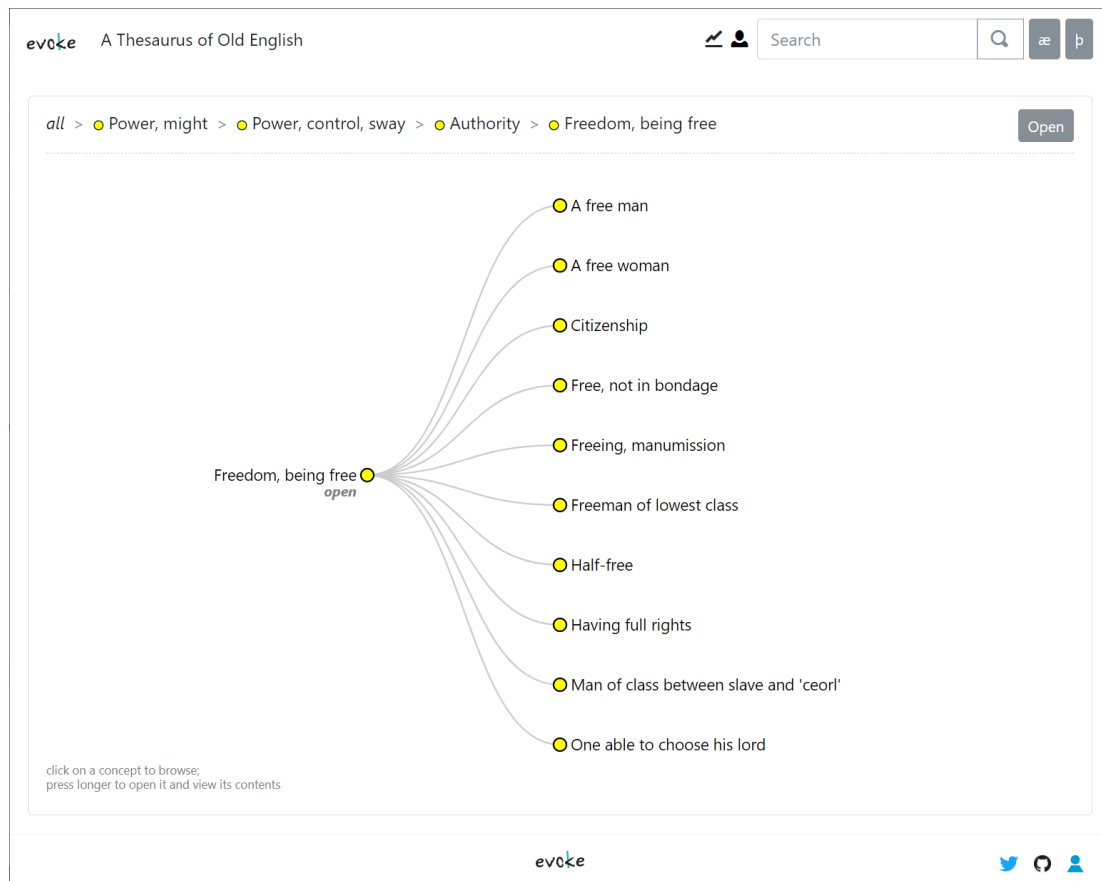 evoke A Thesaurus of Old English Search æ þ
all > Power, might > Power, control, sway > Authority > Freedom, being free Open
A free man
A free woman
Citizenship
Free, not in bondage
Freeing, manumission
Freedom, being free
open
Freeman of lowest class
Half-free
Having full rights
Man of class between slave and 'ceorl'
One able to choose his lord
click on a concept to browse;
press longer to open it and view its contents
evoke